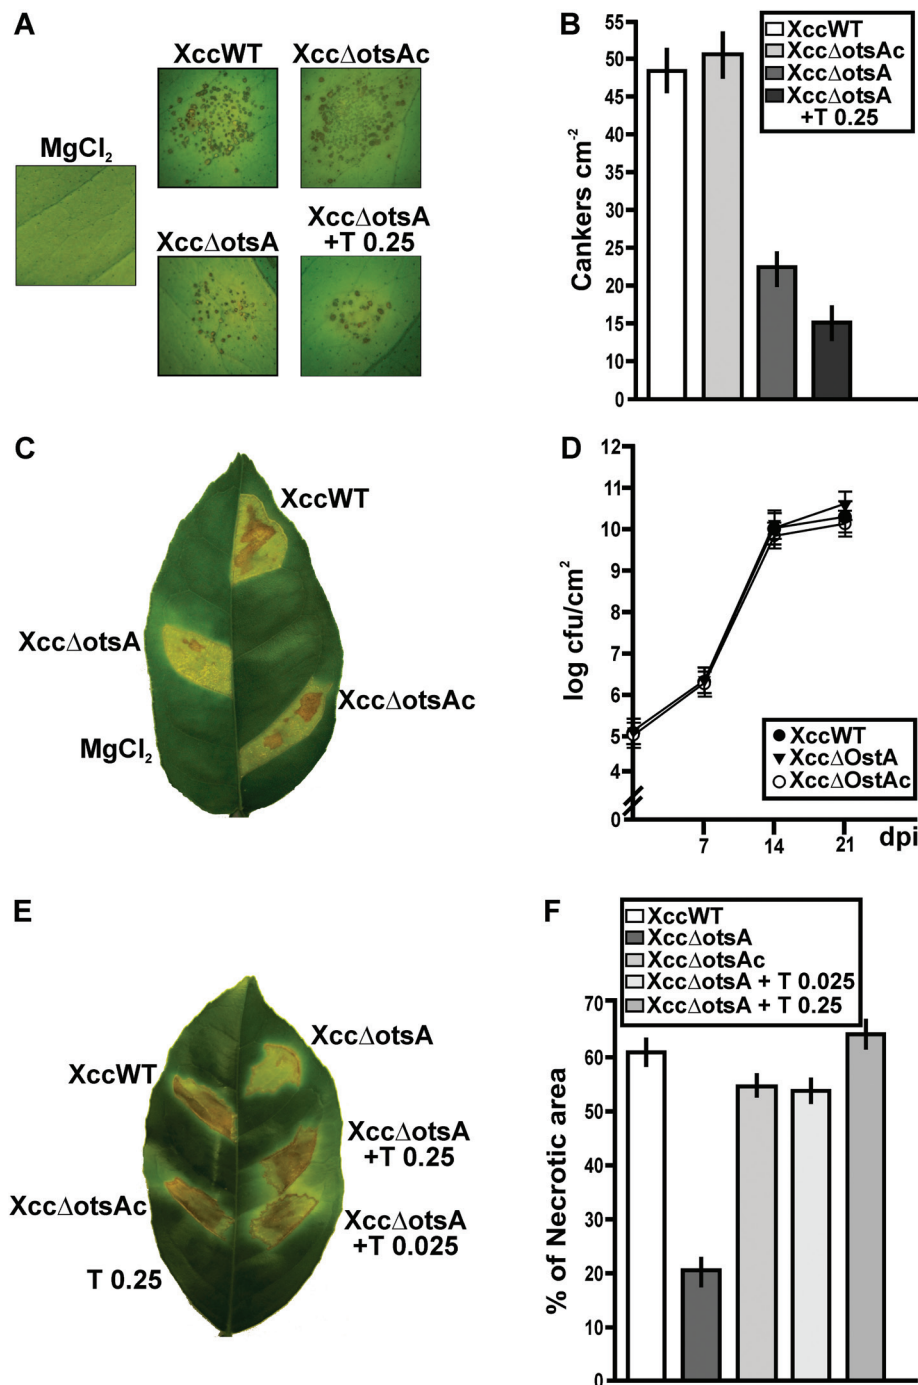 A
XccWT
XccΔotsAc
MgCl₂
XccΔotsA
XccΔotsA
+T 0.25
B
Cankers cm⁻²
55
50
45
40
35
30
25
20
15
10
0
XccWT
XccΔotsAc
XccΔotsA
XccΔotsA
+T 0.25
C
XccWT
XccΔotsA
XccΔotsAc
MgCl₂
D
log cfu/cm²
12
11
10
9
8
7
6
5
4
0
7
14
21
dpi
XccWT
XccΔOstA
XccΔOstAc
E
XccΔotsA
XccWT
XccΔotsA
+T 0.25
XccΔotsAc
XccΔotsA
+T 0.025
T 0.25
F
XccWT
XccΔotsA
XccΔotsAc
XccΔotsA + T 0.025
XccΔotsA + T 0.25
% of Necrotic area
70
60
50
40
30
20
10
0